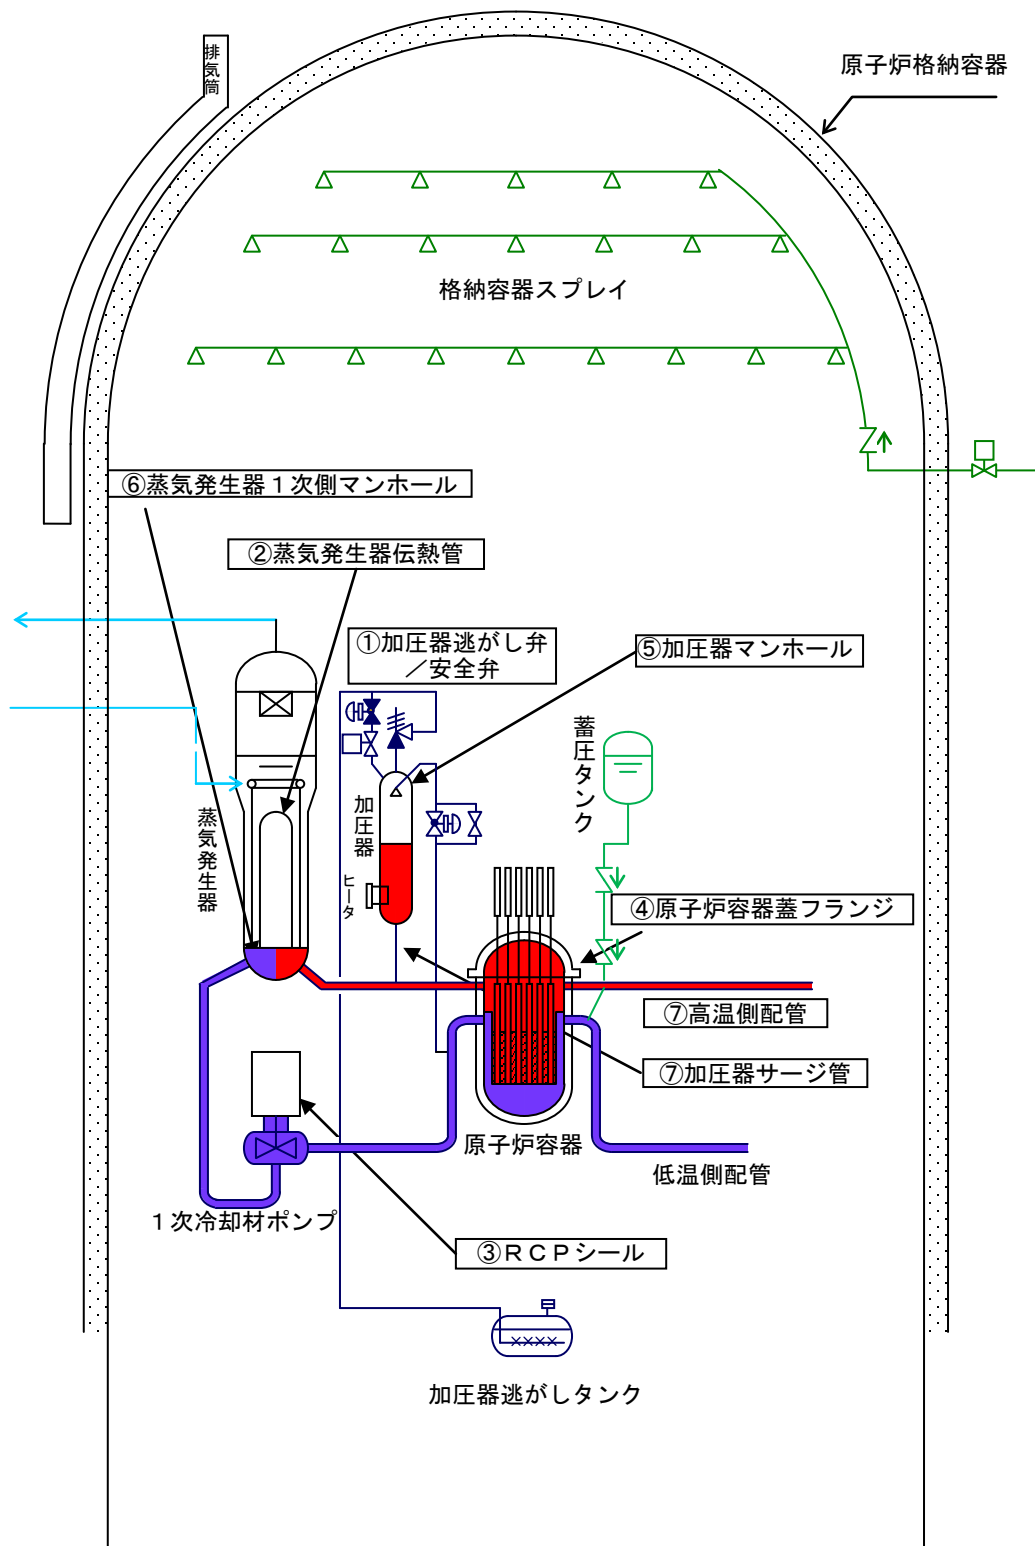 排気筒
原子炉格納容器
格納容器スプレイ
⑥蒸気発生器１次側マンホール
②蒸気発生器伝熱管
①加圧器逃がし弁
／安全弁
⑤加圧器マンホール
蓄圧タンク
加圧器
蒸気発生器
ヒータ
④原子炉容器蓋フランジ
⑦高温側配管
⑦加圧器サージ管
原子炉容器
低温側配管
１次冷却材ポンプ
③ＲＣＰシール
加圧器逃がしタンク